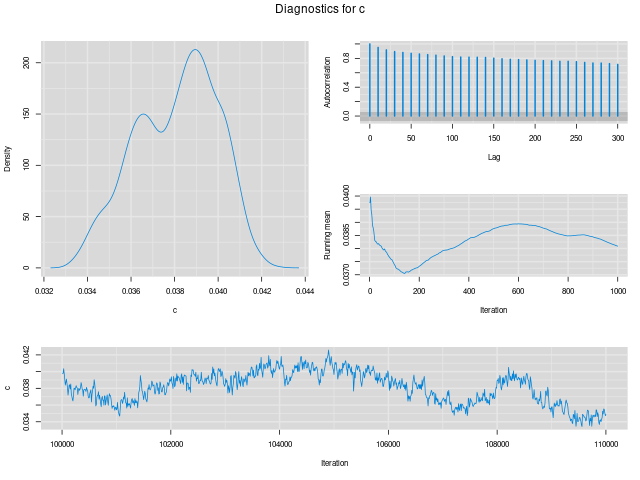 Diagnostics for c
Density
0 50 100 150 200
0.032 0.034 0.036 0.038 0.040 0.042 0.044
c
Autocorrelation
0.0 0.4 0.8
0 50 100 150 200 250 300
Lag
Running mean
0.0370 0.0385 0.0400
0 200 400 600 800 1000
Iteration
c
0.034 0.038 0.042
100000 102000 104000 106000 108000 110000
Iteration